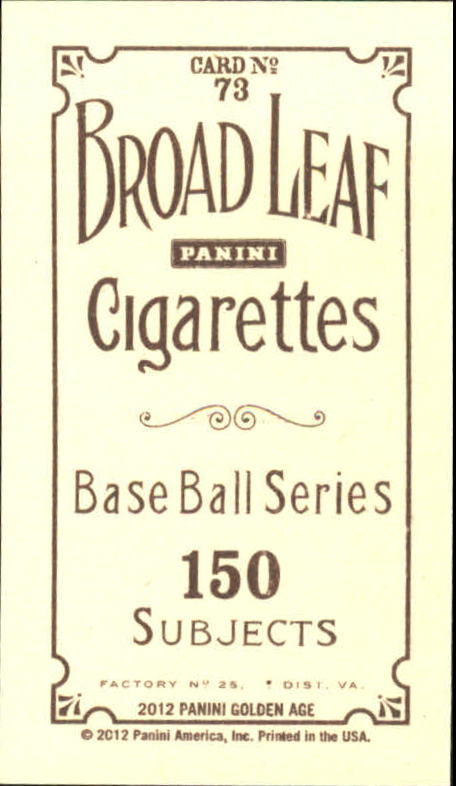 CARD Nº
73
BROAD LEAF
PANINI
Cigarettes
Base Ball Series
150
SUBJECTS
FACTORY Nº 25, DIST. VA.
2012 PANINI GOLDEN AGE
© 2012 Panini America, Inc. Printed in the USA.